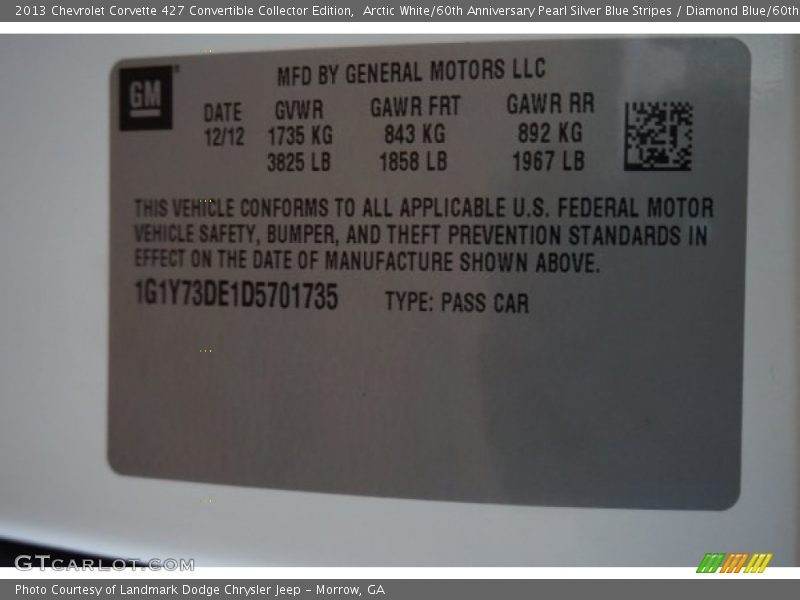 2013 Chevrolet Corvette 427 Convertible Collector Edition, Arctic White/60th Anniversary Pearl Silver Blue Stripes / Diamond Blue/60th
GM
MFD BY GENERAL MOTORS LLC
DATE GVWR GAWR FRT GAWR RR
12/12 1735 KG 843 KG 892 KG
3825 LB 1858 LB 1967 LB
THIS VEHICLE CONFORMS TO ALL APPLICABLE U.S. FEDERAL MOTOR
VEHICLE SAFETY, BUMPER, AND THEFT PREVENTION STANDARDS IN
EFFECT ON THE DATE OF MANUFACTURE SHOWN ABOVE.
1G1Y73DE1D5701735 TYPE: PASS CAR
GTCARLOT.COM
Photo Courtesy of Landmark Dodge Chrysler Jeep – Morrow, GA